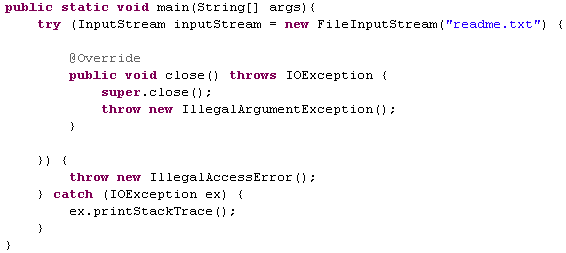 public static void main(String[] args){
try (InputStream inputStream = new FileInputStream("readme.txt") {
@Override
public void close() throws IOException {
super.close();
throw new IllegalArgumentException();
}
}) {
throw new IllegalAccessError();
} catch (IOException ex) {
ex.printStackTrace();
}
}